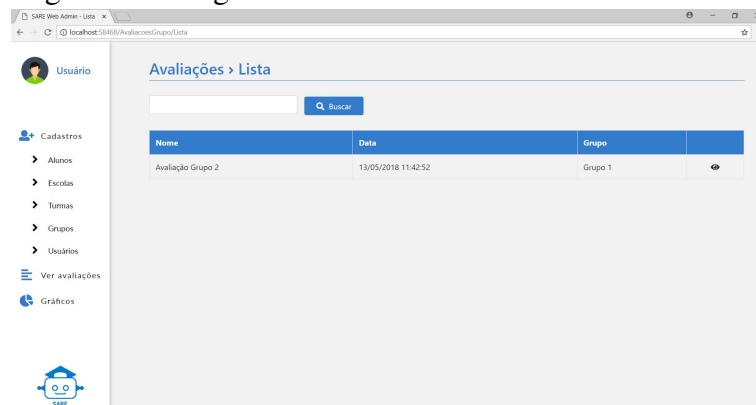 SARE Web Admin - Lista
localhost:58468/AvaliacoesGrupo/Lista
Usuário
Avaliações › Lista
Buscar
Cadastros
Alunos
Escolas
Turmas
Grupos
Usuários
Ver avaliações
Gráficos
Nome Data Grupo
Avaliação Grupo 2 13/05/2018 11:42:52 Grupo 1
SARE